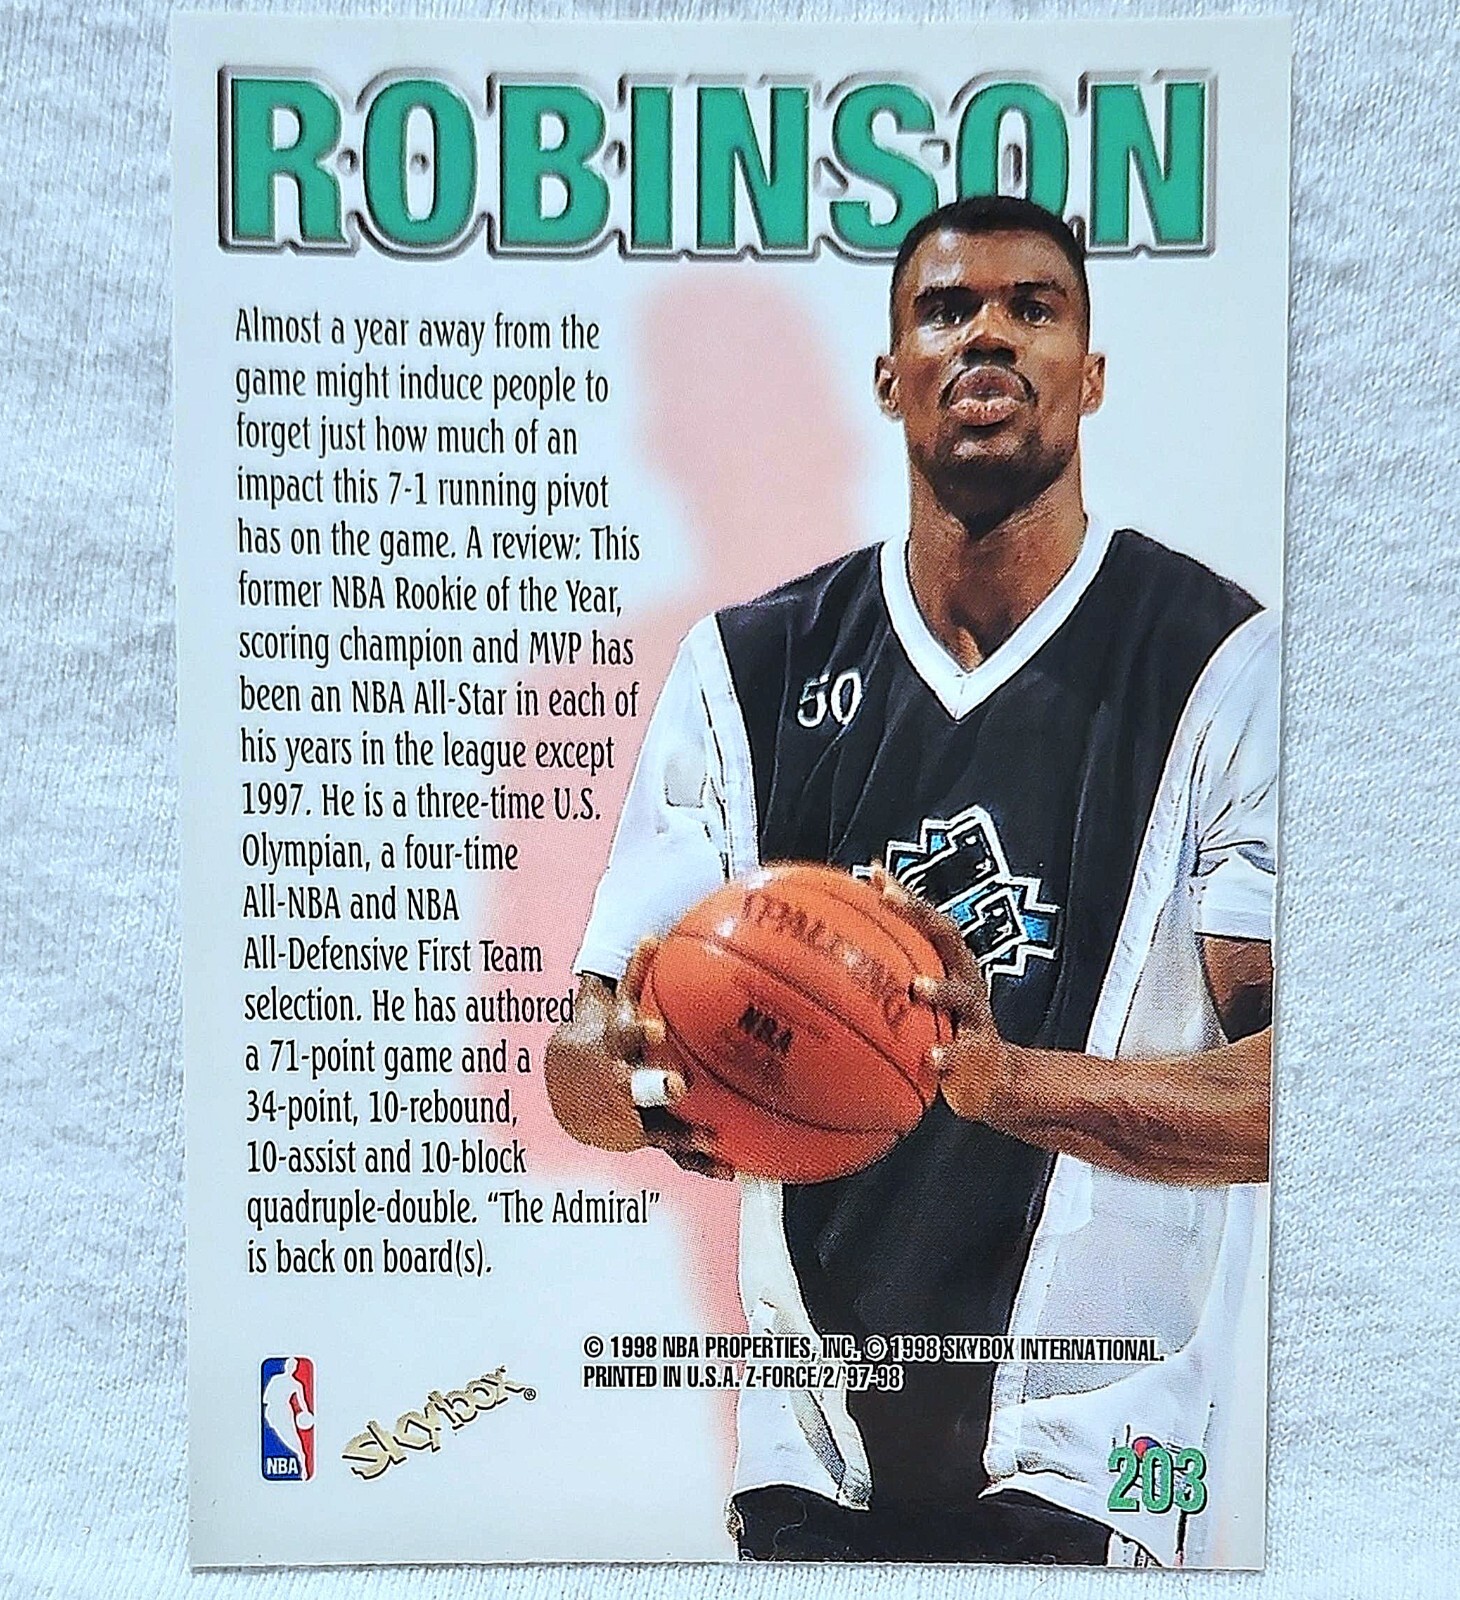 ROBINSON
Almost a year away from the
game might induce people to
forget just how much of an
impact this 7-1 running pivot
has on the game. A review: This
former NBA Rookie of the Year,
scoring champion and MVP has
been an NBA All-Star in each of
his years in the league except
1997. He is a three-time U.S.
Olympian, a four-time
All-NBA and NBA
All-Defensive First Team
selection. He has authored
a 71-point game and a
34-point, 10-rebound,
10-assist and 10-block
quadruple-double. “The Admiral”
is back on board(s).
50
SPALDING
NBA
© 1998 NBA PROPERTIES, INC. © 1998 SKYBOX INTERNATIONAL.
PRINTED IN U.S.A. Z-FORCE/2/'97-98
NBA
Skybox®
203